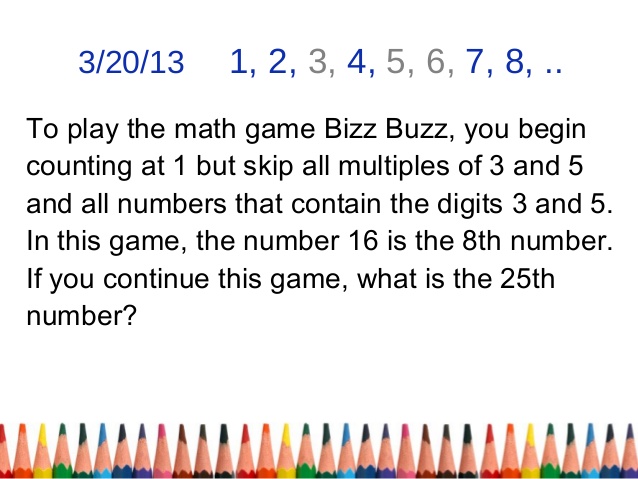 3/20/13 1, 2, 3, 4, 5, 6, 7, 8, ..
To play the math game Bizz Buzz, you begin
counting at 1 but skip all multiples of 3 and 5
and all numbers that contain the digits 3 and 5.
In this game, the number 16 is the 8th number.
If you continue this game, what is the 25th
number?